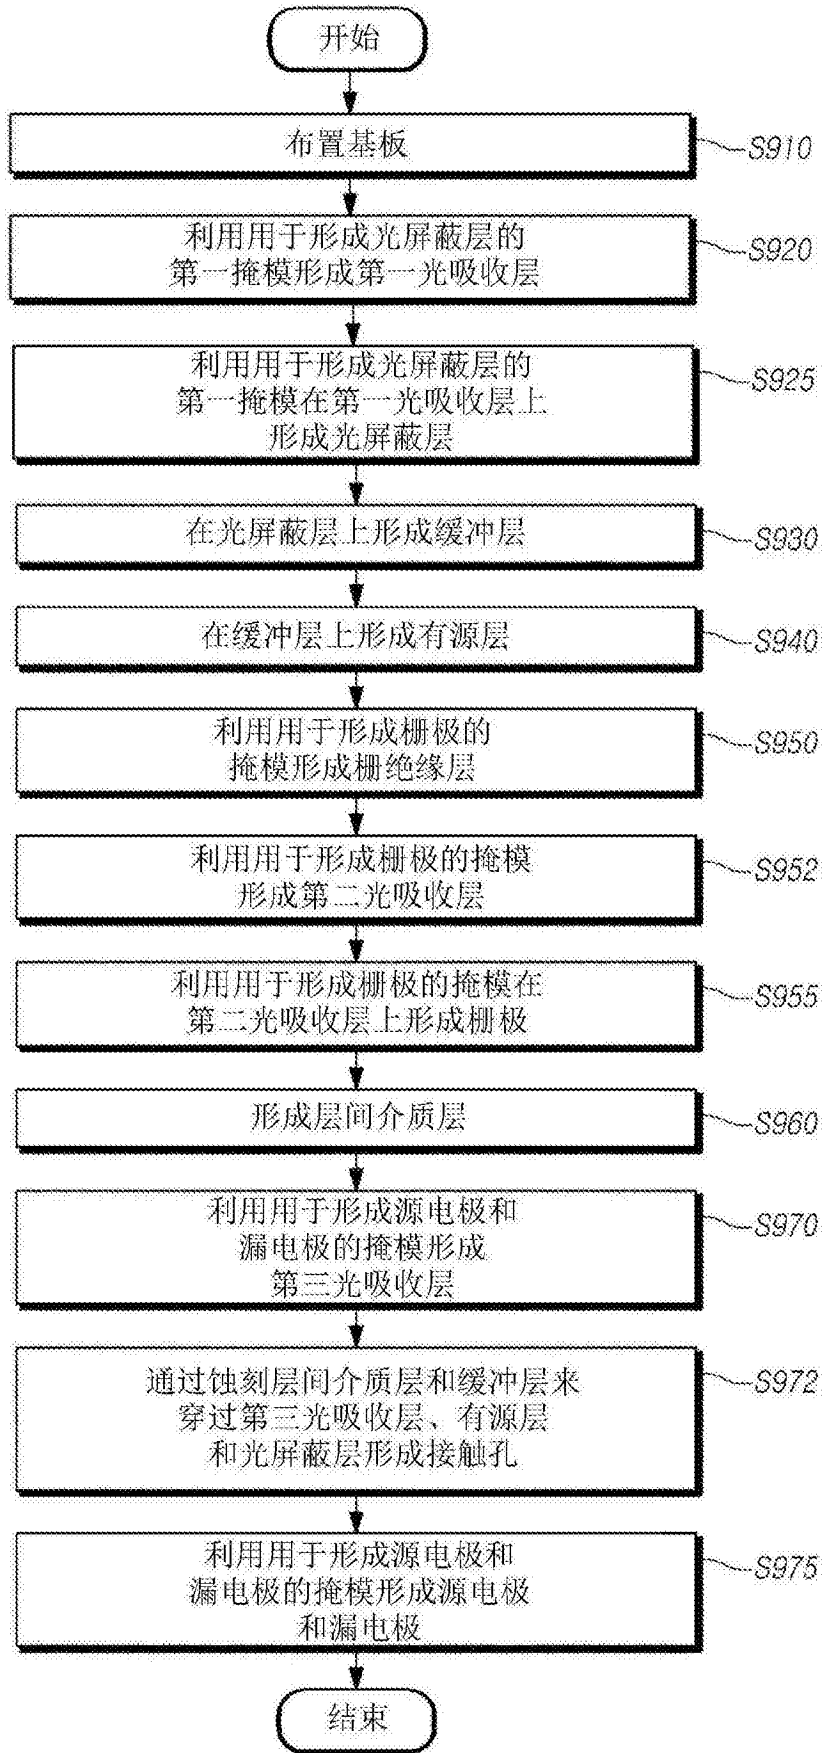 开始
布置基板
S910
利用用于形成光屏蔽层的
第一掩模形成第一光吸收层
S920
利用用于形成光屏蔽层的
第一掩模在第一光吸收层上
形成光屏蔽层
S925
在光屏蔽层上形成缓冲层
S930
在缓冲层上形成有源层
S940
利用用于形成栅极的
掩模形成栅绝缘层
S950
利用用于形成栅极的掩模
形成第二光吸收层
S952
利用用于形成栅极的掩模在
第二光吸收层上形成栅极
S955
形成层间介质层
S960
利用用于形成源电极和
漏电极的掩模形成
第三光吸收层
S970
通过蚀刻层间介质层和缓冲层来
穿过第三光吸收层、有源层
和光屏蔽层形成接触孔
S972
利用用于形成源电极和
漏电极的掩模形成源电极
和漏电极
S975
结束